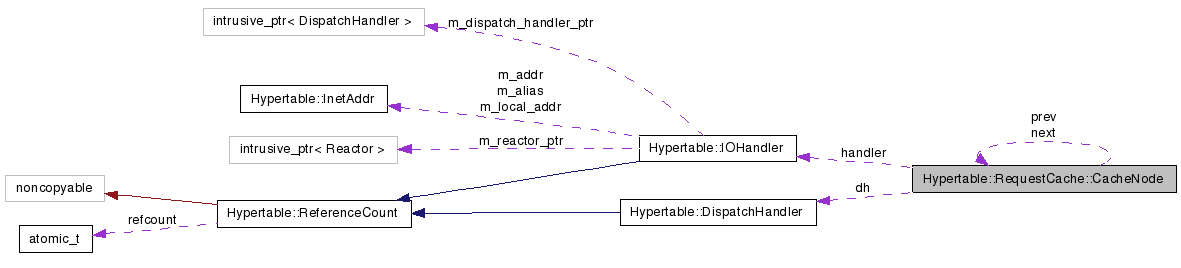 intrusive_ptr< DispatchHandler >
m_dispatch_handler_ptr
m_addr
m_alias
m_local_addr
Hypertable::InetAddr
prev
next
m_reactor_ptr
intrusive_ptr< Reactor >
Hypertable::IOHandler
handler
Hypertable::RequestCache::CacheNode
noncopyable
dh
refcount
Hypertable::ReferenceCount
Hypertable::DispatchHandler
atomic_t